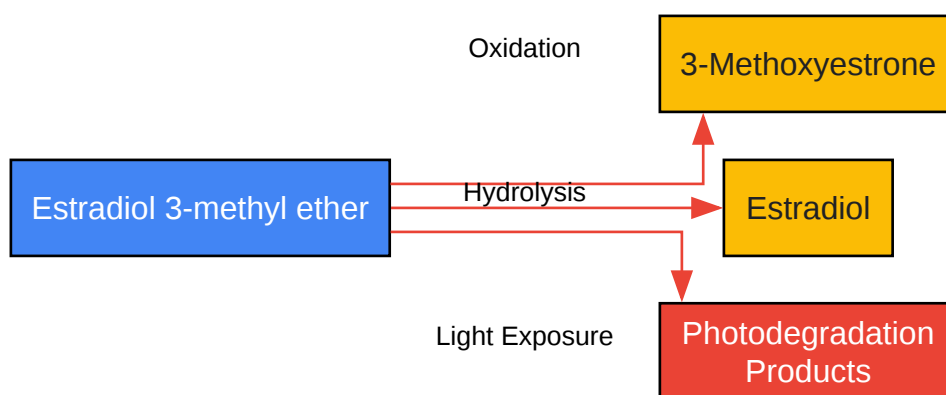 Oxidation
3-Methoxyestrone
Estradiol 3-methyl ether
Hydrolysis
Estradiol
Light Exposure
Photodegradation
Products